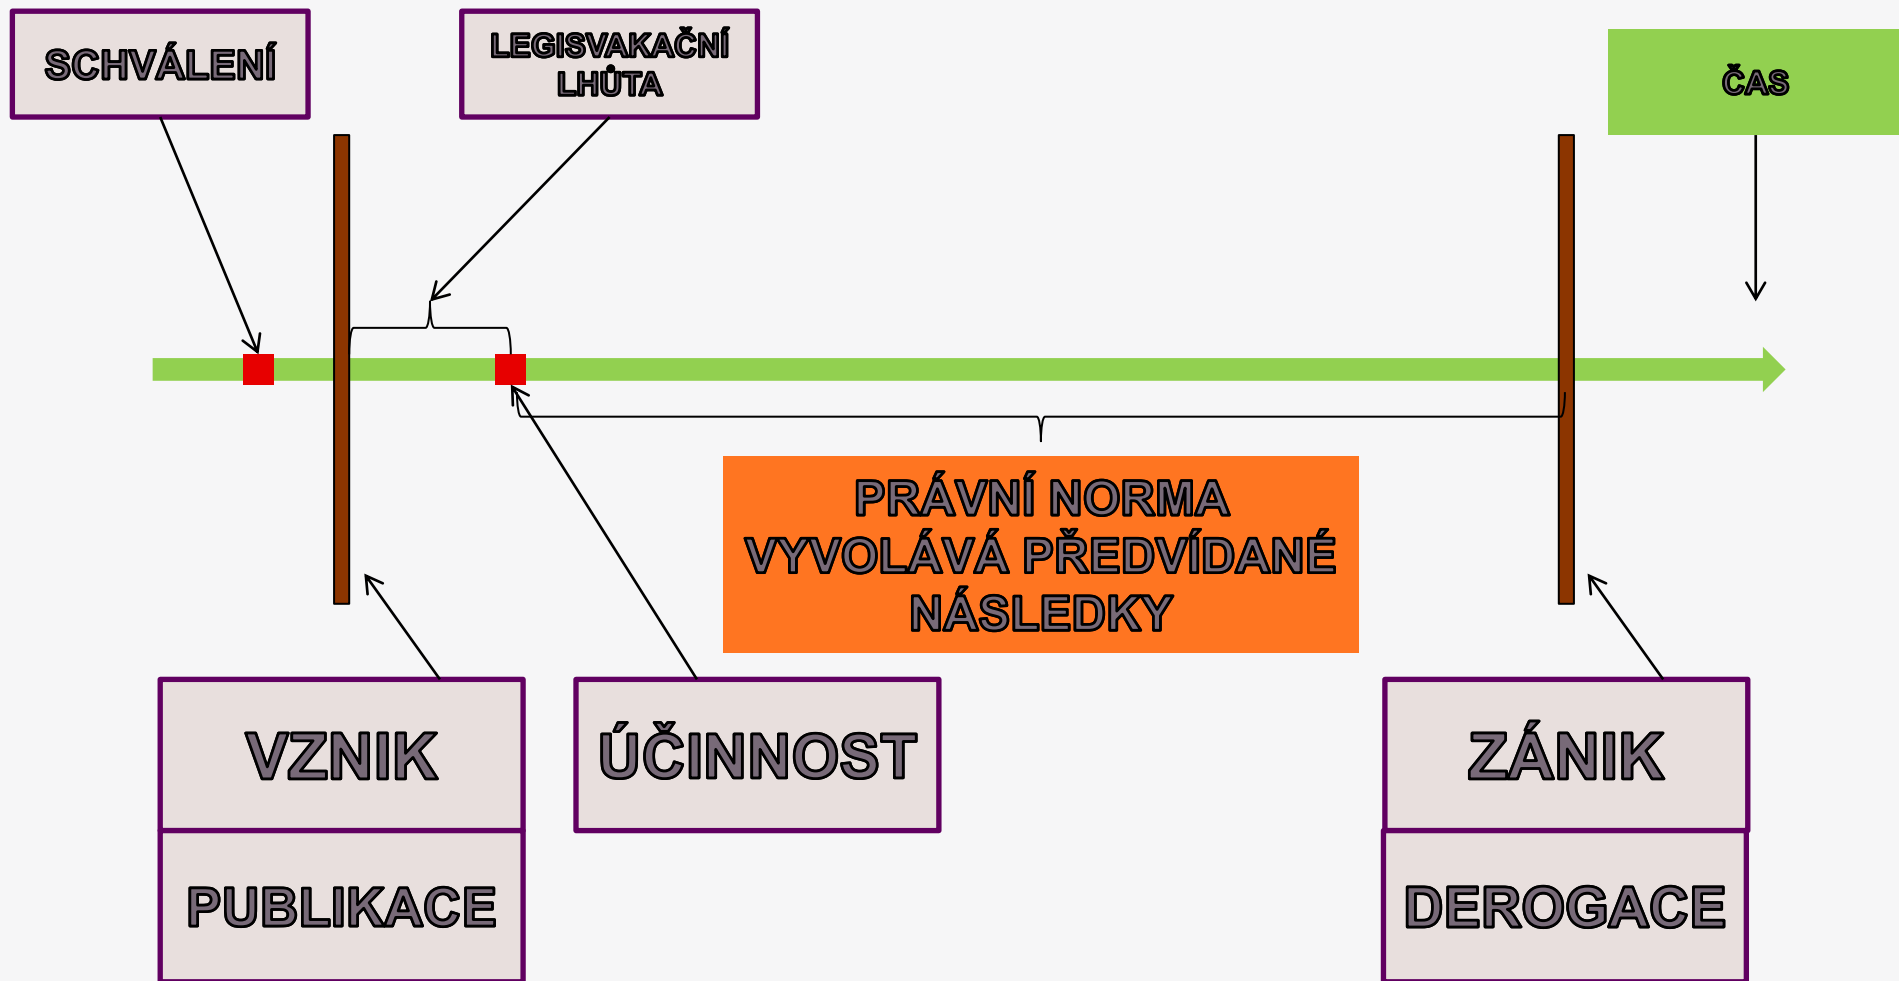 SCHVÁLENÍ
LEGISVAKAČNÍ
LHŮTA
ČAS
PRÁVNÍ NORMA
VYVOLÁVÁ PŘEDVÍDANÉ
NÁSLEDKY
VZNIK
ÚČINNOST
ZÁNIK
PUBLIKACE
DEROGACE